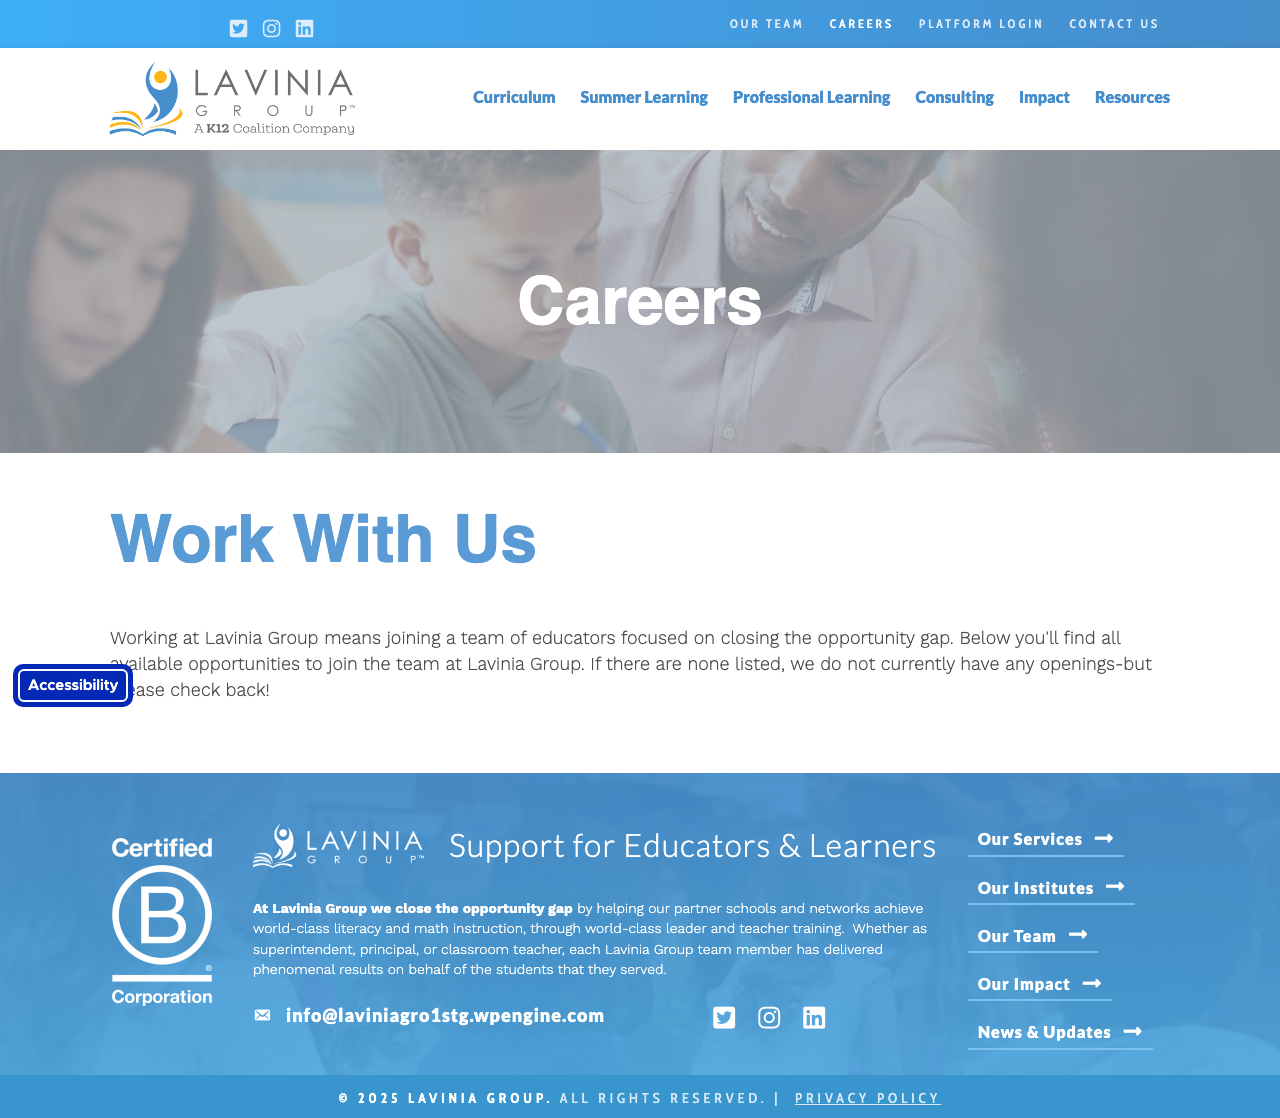 OUR TEAM CAREERS PLATFORM LOGIN CONTACT US
LAVINIA
GROUP™
A K12 Coalition Company
Curriculum Summer Learning Professional Learning Consulting Impact Resources
Careers
Work With Us
Working at Lavinia Group means joining a team of educators focused on closing the opportunity gap. Below you'll find all
available opportunities to join the team at Lavinia Group. If there are none listed, we do not currently have any openings-but
ease check back!
Accessibility
Certified
B
®
Corporation
LAVINIA
GROUP™
Support for Educators & Learners
At Lavinia Group we close the opportunity gap by helping our partner schools and networks achieve
world-class literacy and math instruction, through world-class leader and teacher training. Whether as
superintendent, principal, or classroom teacher, each Lavinia Group team member has delivered
phenomenal results on behalf of the students that they served.
info@laviniagro1stg.wpengine.com
Our Services
Our Institutes
Our Team
Our Impact
News & Updates
© 2025 LAVINIA GROUP. ALL RIGHTS RESERVED. | PRIVACY POLICY